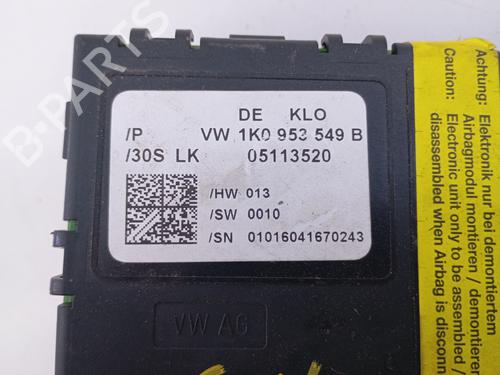 DE KLO
/P VW 1K0 953 549 B
/30S LK 05113520
/HW 013
/SW 0010
/SN 01016041670243
VW AG
Achtung:
Elektronik nur bei demontiertem
Airbagmodul montieren / demontieren
Caution:
Electronic unit only to be assembled /
disassembled when Airbag is disconn
B-PARTS